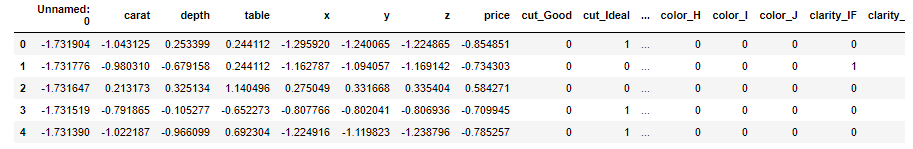 Unnamed: 0 carat depth table x y z price cut_Good cut_Ideal ... color_H color_I color_J clarity_IF clarity_
0 -1.731904 -1.043125 0.253399 0.244112 -1.295920 -1.240065 -1.224865 -0.854851 0 1 ... 0 0 0 0
1 -1.731776 -0.980310 -0.679158 0.244112 -1.162787 -1.094057 -1.169142 -0.734303 0 0 ... 0 0 0 1
2 -1.731647 0.213173 0.325134 1.140496 0.275049 0.331668 0.335404 0.584271 0 0 ... 0 0 0 0
3 -1.731519 -0.791865 -0.105277 -0.652273 -0.807766 -0.802041 -0.806936 -0.709945 0 1 ... 0 0 0 0
4 -1.731390 -1.022187 -0.966099 0.692304 -1.224916 -1.119823 -1.238796 -0.785257 0 1 ... 0 0 0 0